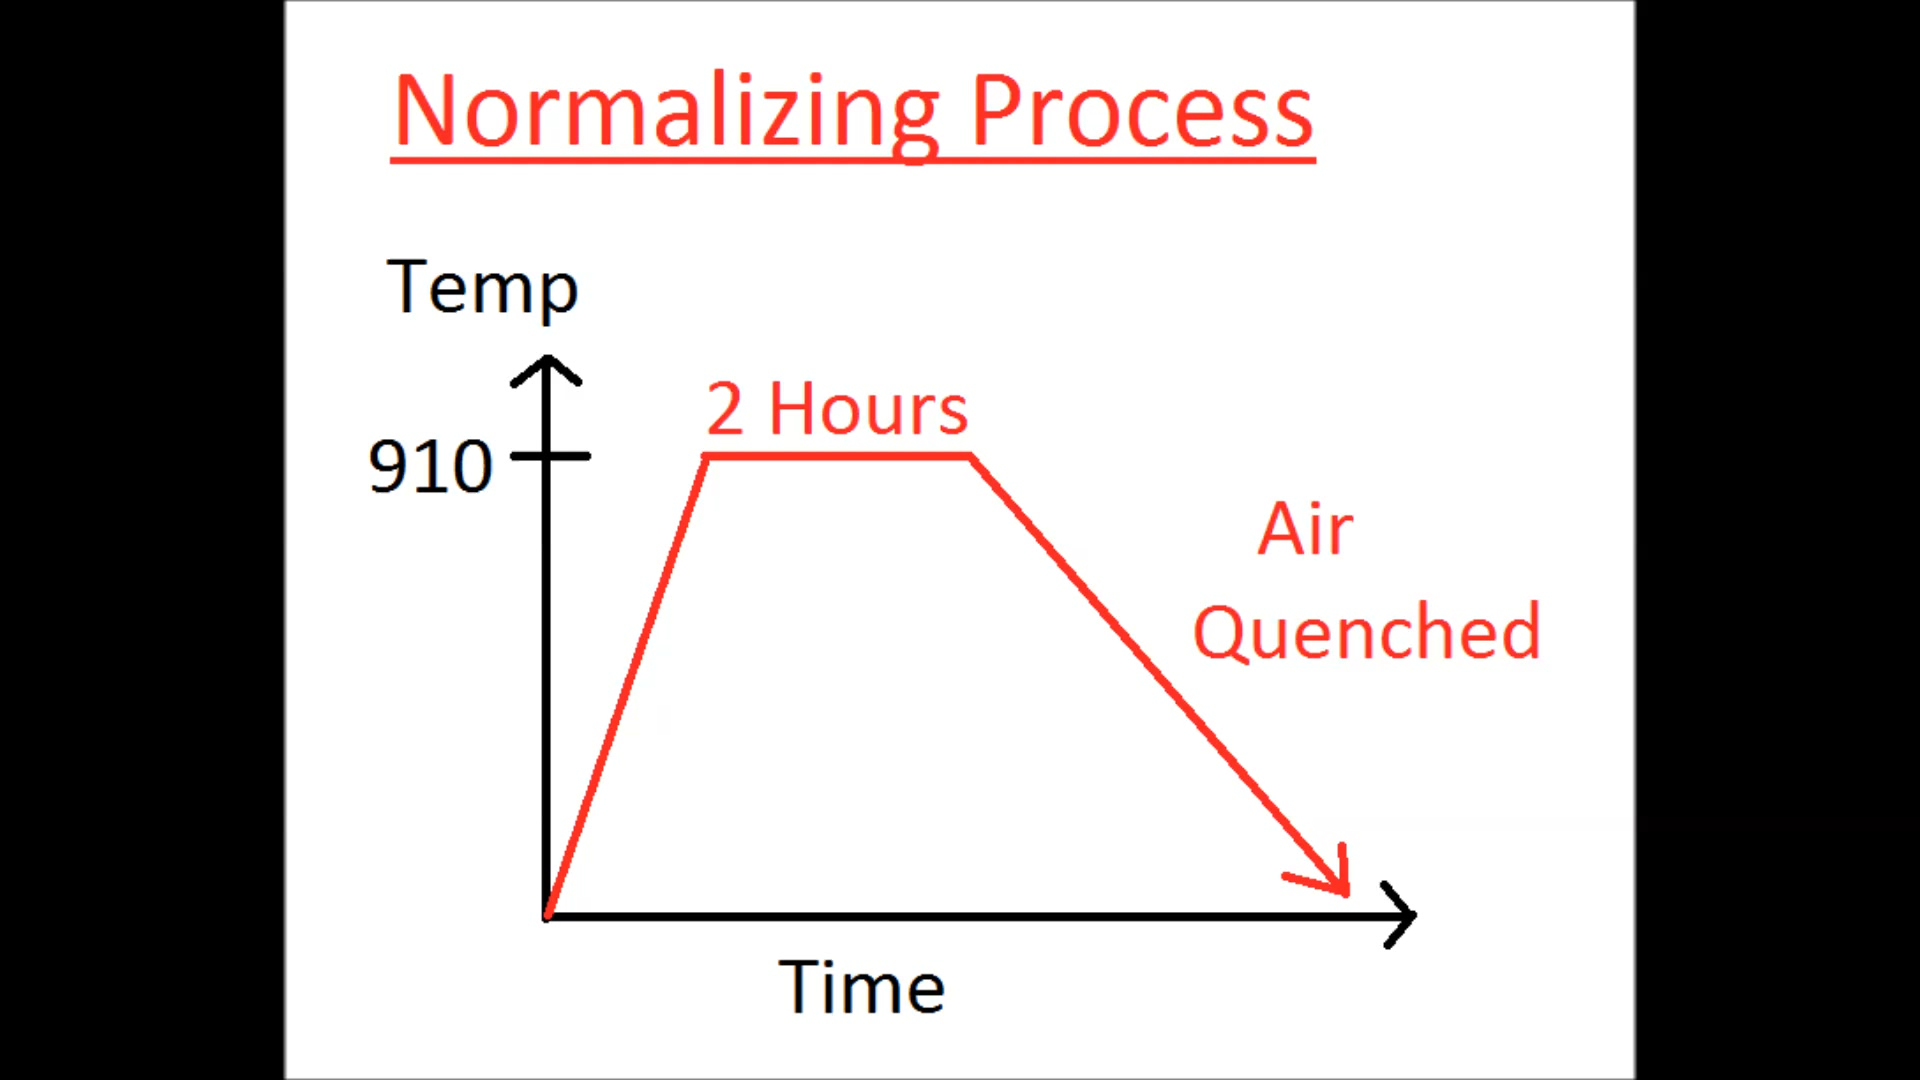 Normalizing Process
Temp
2 Hours
910
Air
Quenched
Time